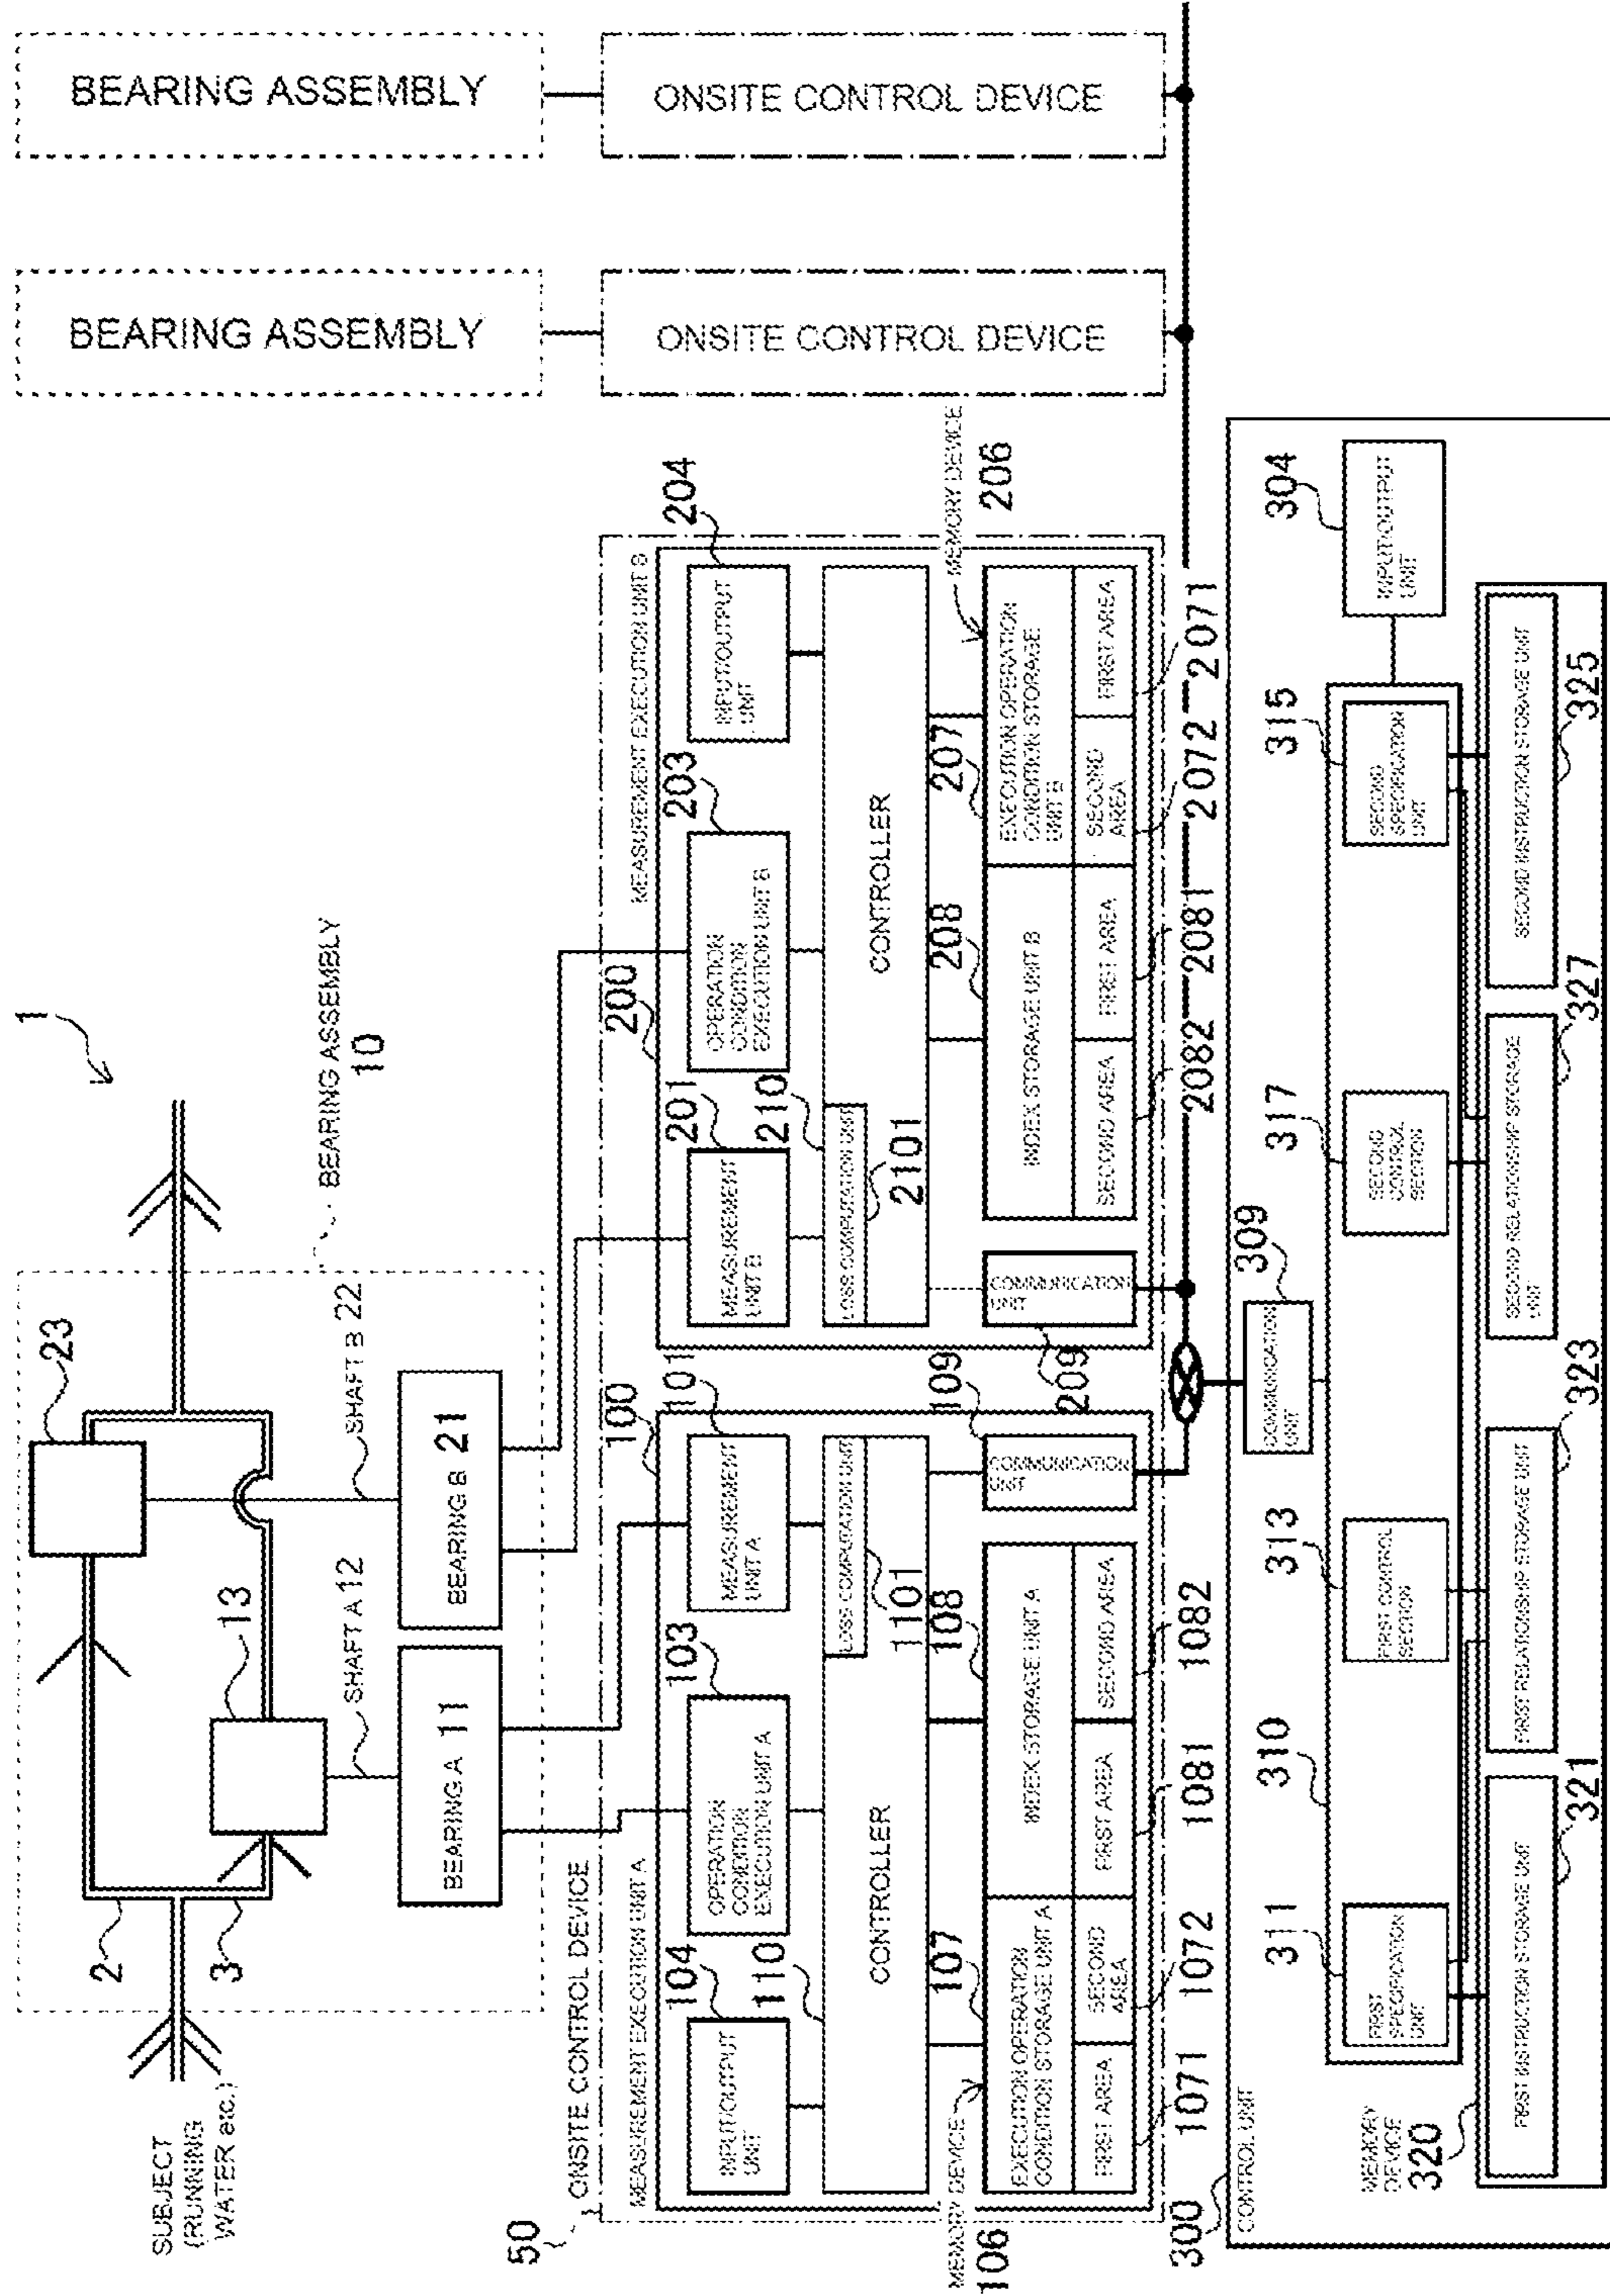 1
SUBJECT
(RUNNING
WATER etc.)
2
3
13
23
SHAFT A 12
SHAFT B 22
BEARING A 11
BEARING B 21
BEARING ASSEMBLY
10
BEARING ASSEMBLY
BEARING ASSEMBLY
50
ONSITE CONTROL DEVICE
ONSITE CONTROL DEVICE
ONSITE CONTROL DEVICE
MEASUREMENT EXECUTION UNIT A
100
104
INPUT/OUTPUT
UNIT
103
OPERATION
CONDITION
EXECUTION UNIT A
101
MEASUREMENT
UNIT A
110
CONTROLLER
LOSS COMPUTATION UNIT
1101
MEMORY DEVICE
106
107
EXECUTION OPERATION
CONDITION STORAGE UNIT A
FIRST AREA
SECOND
AREA
108
INDEX STORAGE UNIT A
FIRST AREA
SECOND AREA
109
COMMUNICATION
UNIT
1071
1072
1081
1082
MEASUREMENT EXECUTION UNIT B
200
201
MEASUREMENT
UNIT B
203
OPERATION
CONDITION
EXECUTION UNIT B
204
INPUT/OUTPUT
UNIT
210
LOSS COMPUTATION UNIT
2101
CONTROLLER
MEMORY DEVICE
206
209
COMMUNICATION
UNIT
208
INDEX STORAGE UNIT B
SECOND AREA
FIRST AREA
207
EXECUTION OPERATION
CONDITION STORAGE
UNIT B
SECOND
AREA
FIRST AREA
2082
2081
2072
2071
300
CONTROL UNIT
309
COMMUNICATION
UNIT
310
311
FIRST
SPECIFICATION
UNIT
313
FIRST CONTROL
SECTION
317
SECOND
CONTROL
SECTION
315
SECOND
SPECIFICATION
UNIT
304
INPUT/OUTPUT
UNIT
MEMORY
DEVICE
320
FIRST INSTRUCTION STORAGE UNIT
321
FIRST RELATIONSHIP STORAGE UNIT
323
SECOND RELATIONSHIP STORAGE
UNIT
327
SECOND INSTRUCTION STORAGE UNIT
325